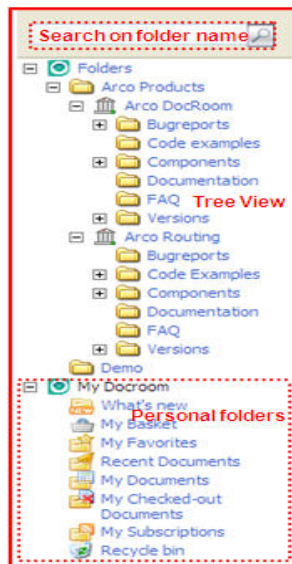 Search on folder name
Folders
Arco Products
Arco DocRoom
Bugreports
Code examples
Components
Documentation
FAQ
Tree View
Versions
Arco Routing
Bugreports
Code Examples
Components
Documentation
FAQ
Versions
Demo
My Docroom
What's new
Personal folders
My Basket
My Favorites
Recent Documents
My Documents
My Checked-out
Documents
My Subscriptions
Recycle bin